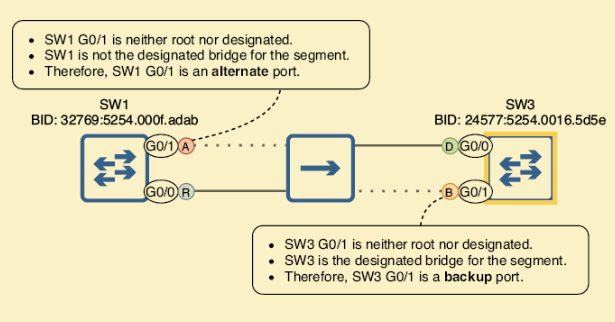 • SW1 G0/1 is neither root nor designated.
• SW1 is not the designated bridge for the segment.
• Therefore, SW1 G0/1 is an alternate port.
SW1
BID: 32769:5254.000f.adab
SW3
BID: 24577:5254.0016.5d5e
G0/1 A D G0/0
G0/0 R B G0/1
• SW3 G0/1 is neither root nor designated.
• SW3 is the designated bridge for the segment.
• Therefore, SW3 G0/1 is a backup port.